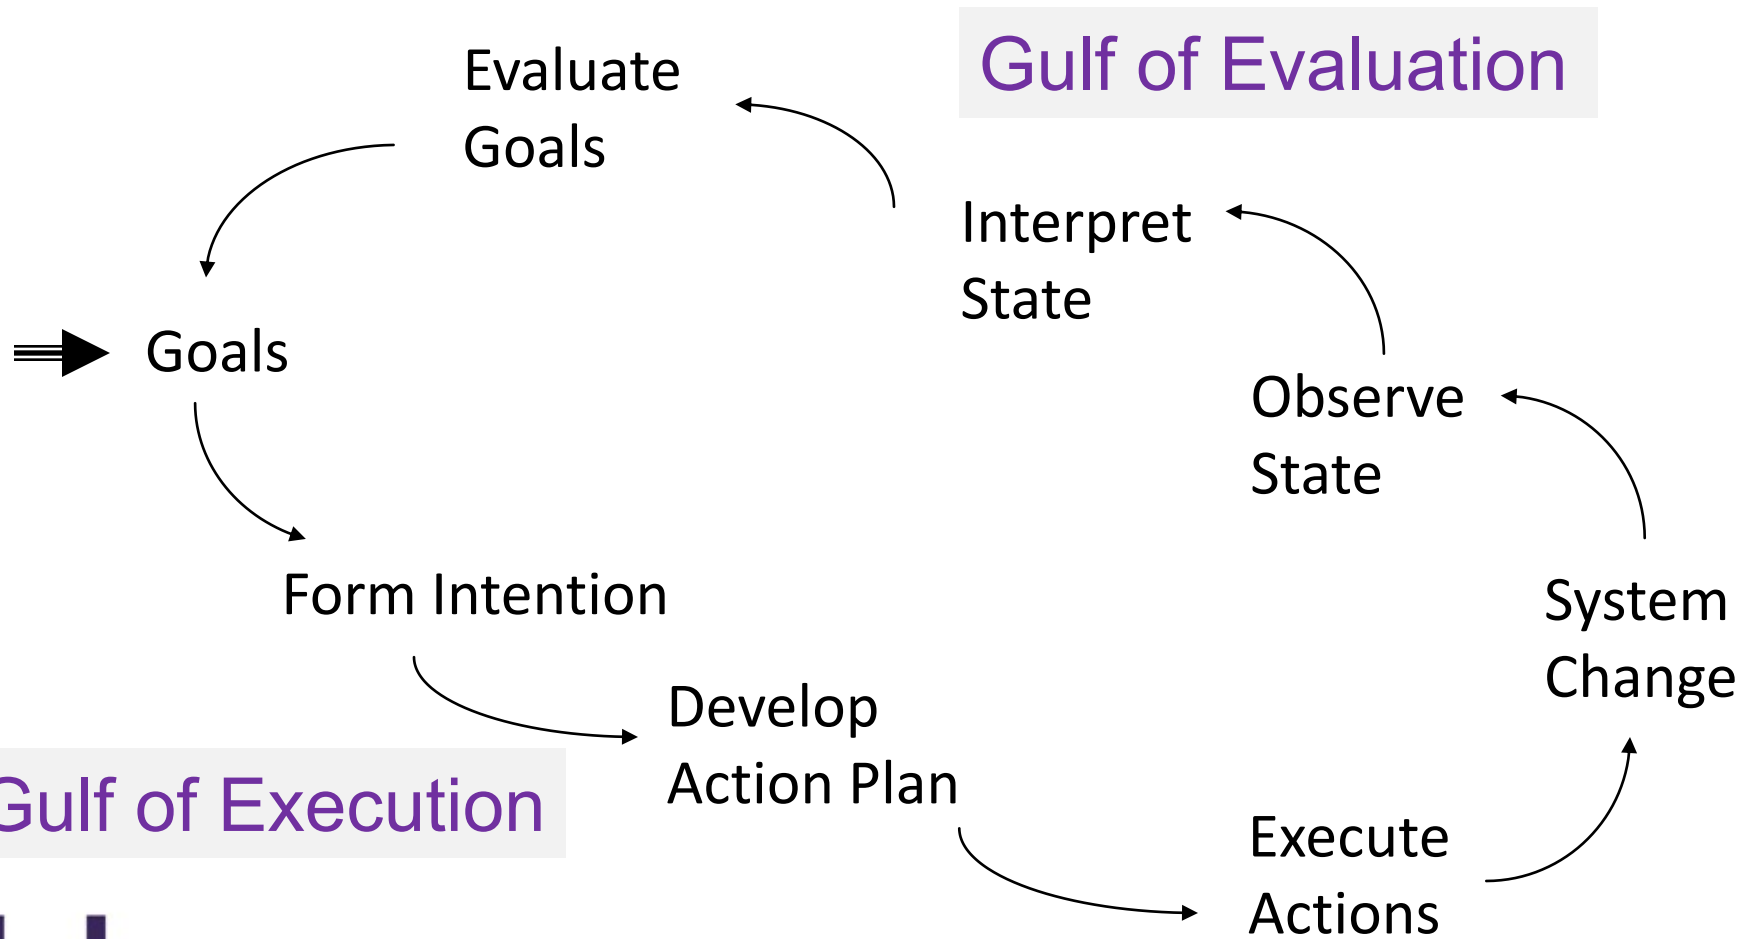 Evaluate
Goals
Gulf of Evaluation
Interpret
State
Goals
Observe
State
Form Intention
System
Change
Develop
Action Plan
Gulf of Execution
Execute
Actions